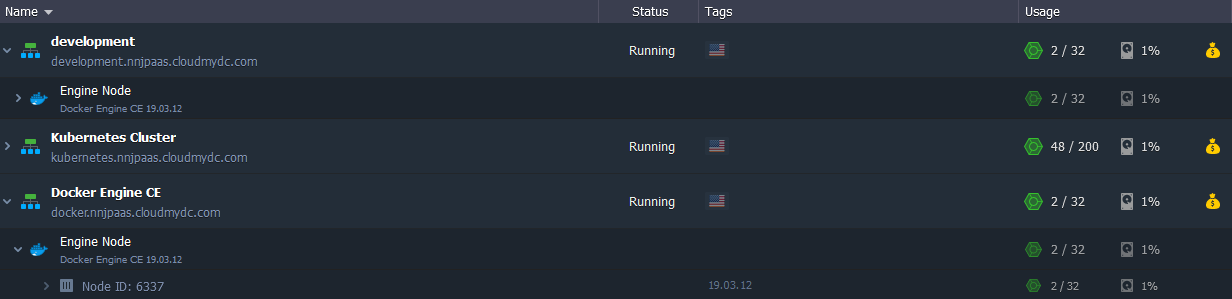 Name Status Tags Usage
development
development.nnjpaas.cloudmydc.com
Running 2 / 32 1%
Engine Node
Docker Engine CE 19.03.12
2 / 32 1%
Kubernetes Cluster
kubernetes.nnjpaas.cloudmydc.com
Running 48 / 200 1%
Docker Engine CE
docker.nnjpaas.cloudmydc.com
Running 2 / 32 1%
Engine Node
Docker Engine CE 19.03.12
2 / 32 1%
Node ID: 6337 19.03.12 2 / 32 1%